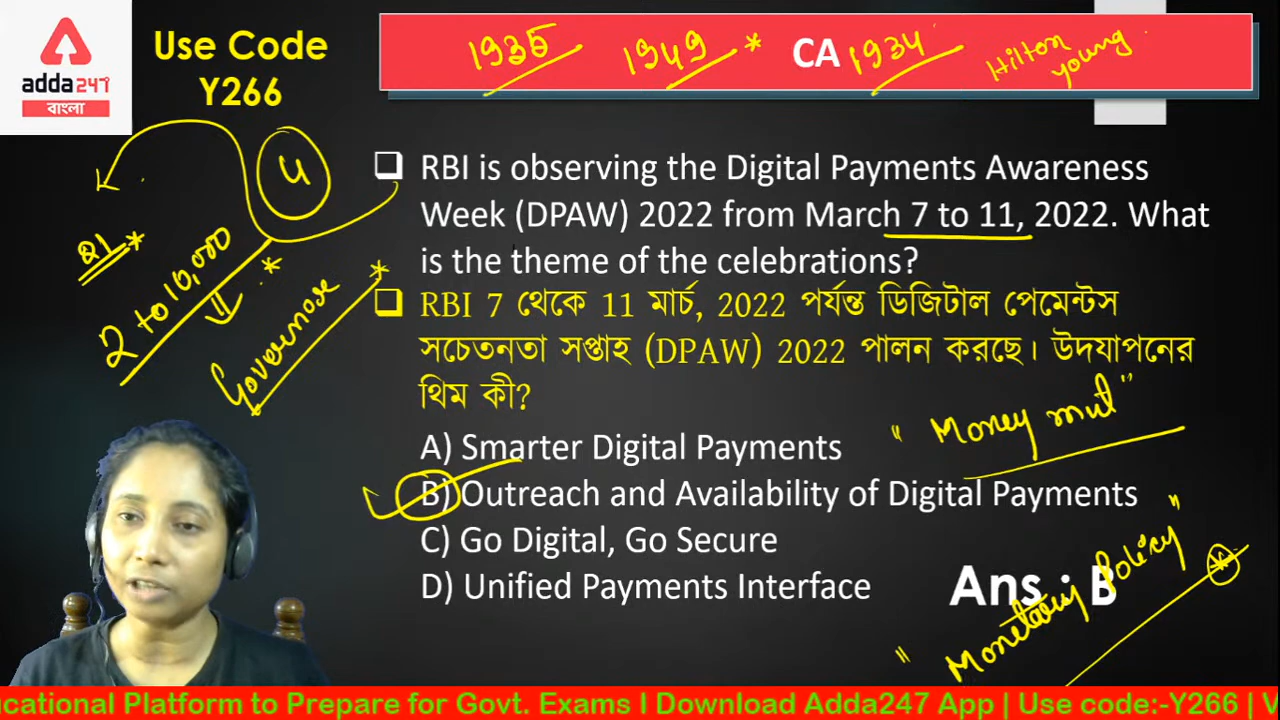 adda247
বাংলা
Use Code
Y266
1935 1949 * CA 1934 Hilton
young
4
21 *
2 to 10,000
*
Governose *
RBI is observing the Digital Payments Awareness
Week (DPAW) 2022 from March 7 to 11, 2022. What
is the theme of the celebrations?
RBI 7 থেকে 11 মার্চ, 2022 পর্যন্ত ডিজিটাল পেমেন্টস
সচেতনতা সপ্তাহ (DPAW) 2022 পালন করছে। উদযাপনের
থিম কী?
"Money
A) Smarter Digital Payments
B) Outreach and Availability of Digital Payments
C) Go Digital, Go Secure
D) Unified Payments Interface
Ans : B
"Monetary Policy" *
ucational Platform to Prepare for Govt. Exams I Download Adda247 App | Use code:-Y266 | V